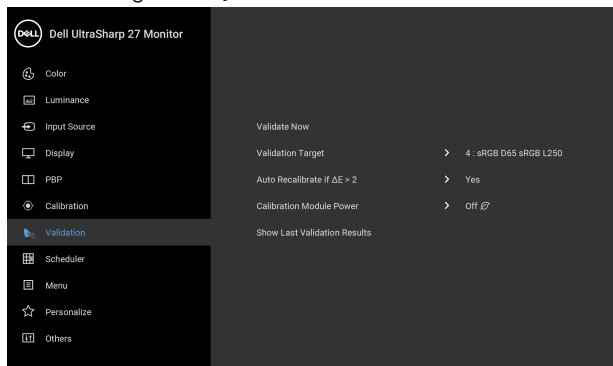 DELL Dell UltraSharp 27 Monitor
Color
Luminance
Input Source
Validate Now
Display
Validation Target 4 : sRGB D65 sRGB L250
PBP
Auto Recalibrate if ΔE > 2 Yes
Calibration
Calibration Module Power Off
Validation
Show Last Validation Results
Scheduler
Menu
Personalize
Others